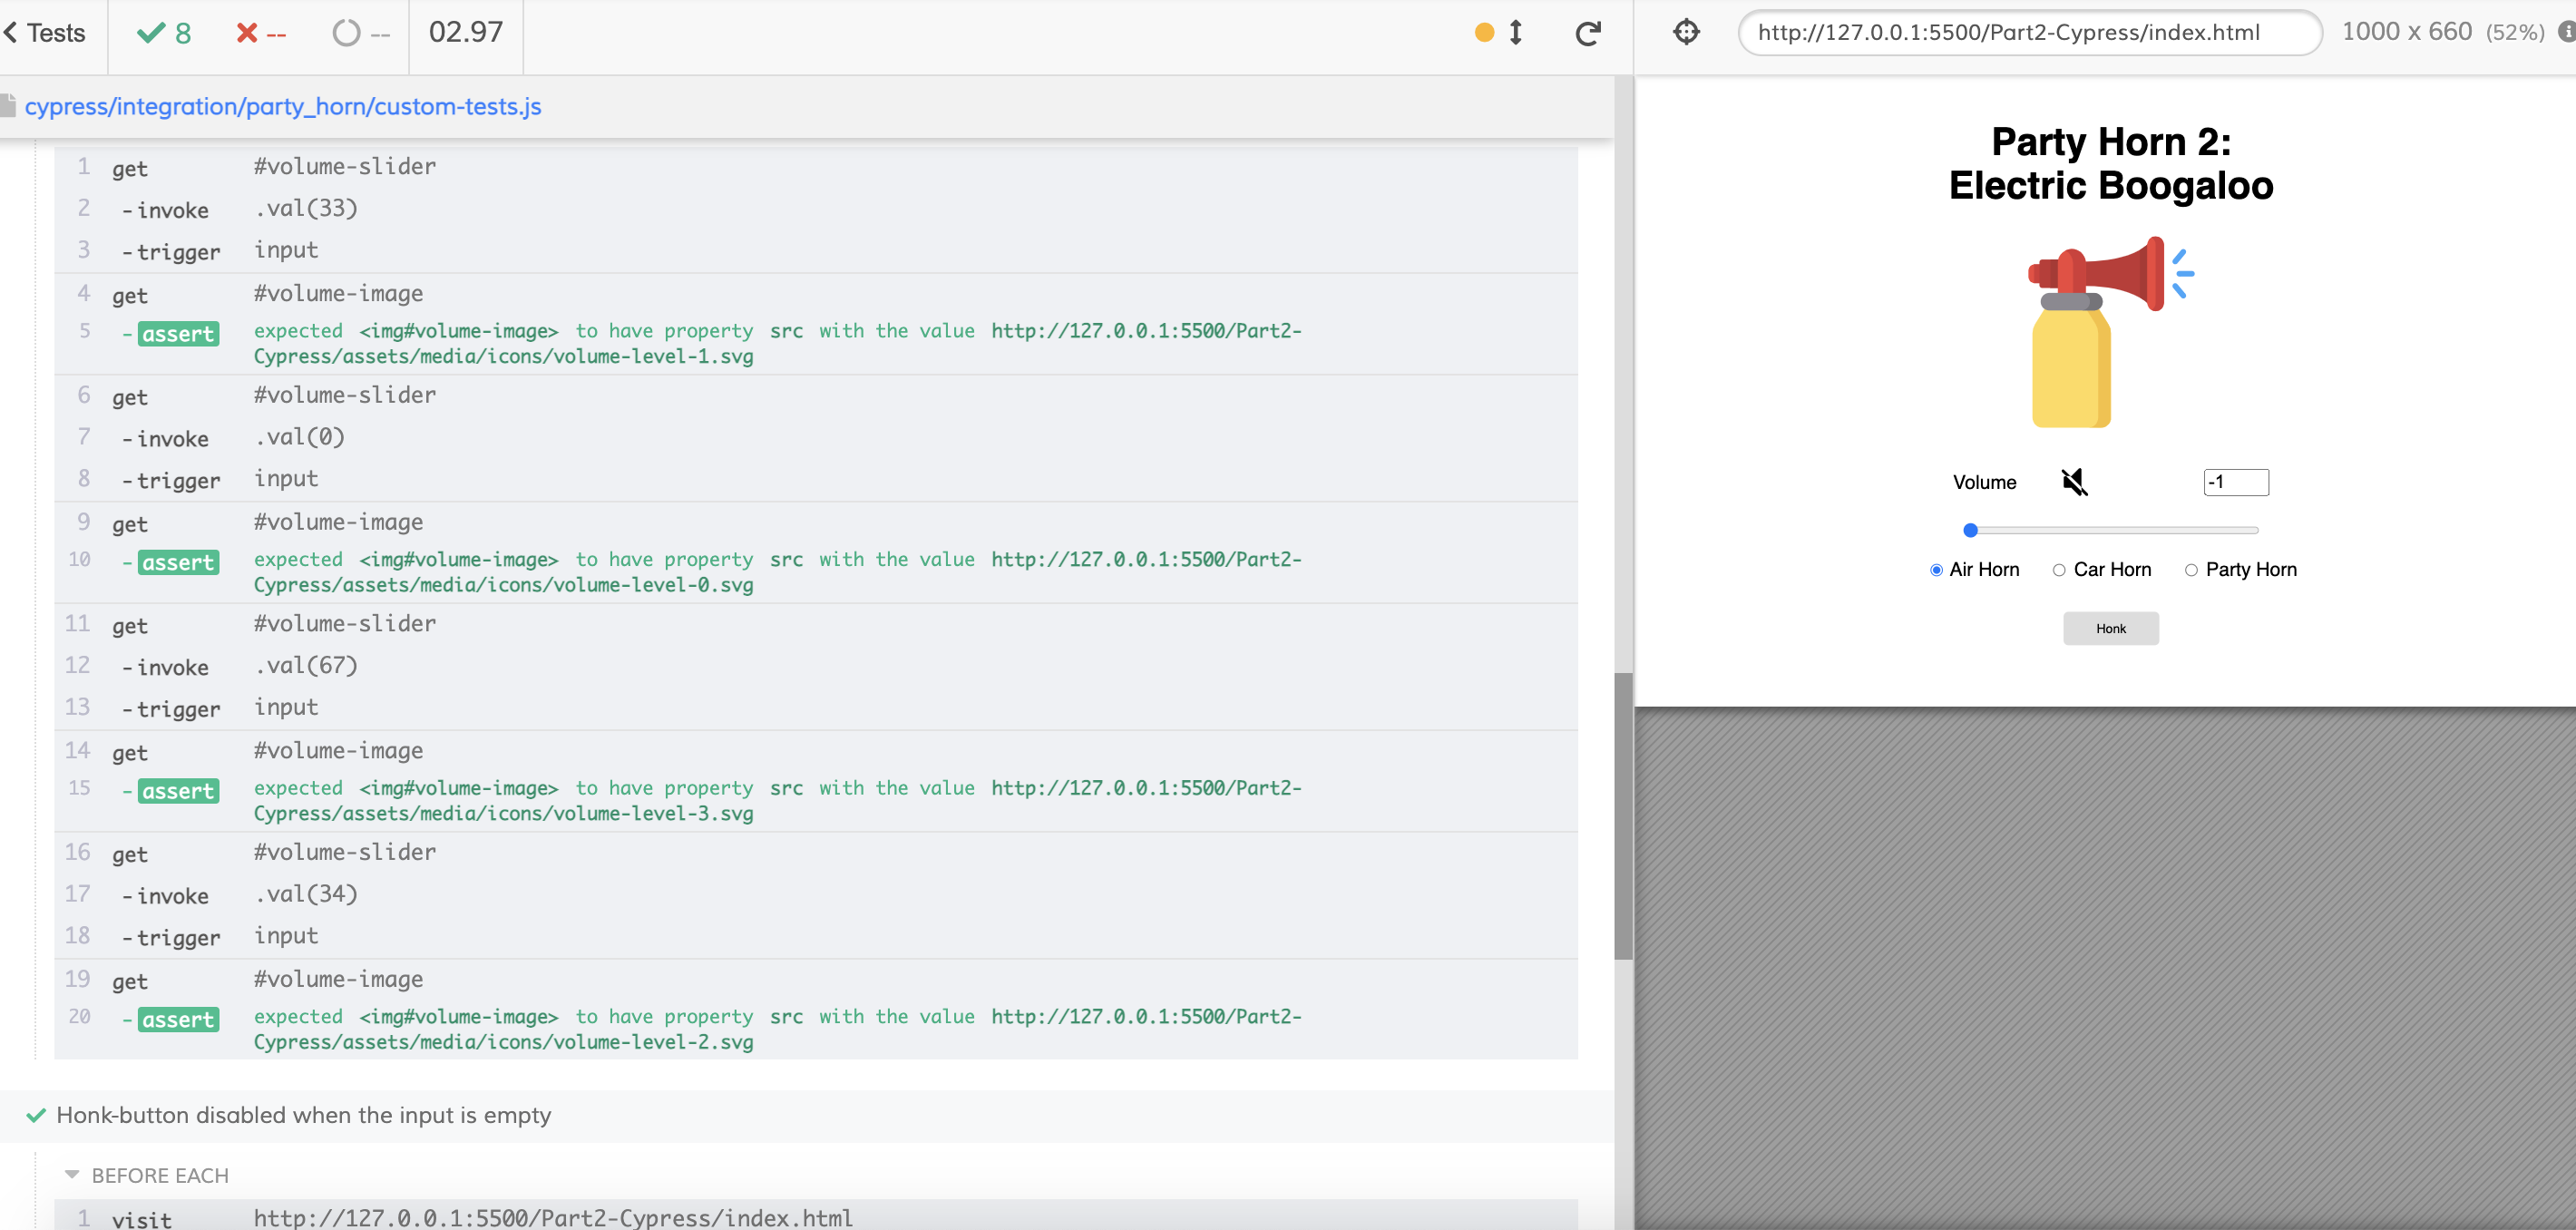 Tests 8 -- -- 02.97
cypress/integration/party_horn/custom-tests.js
1 get #volume-slider
2 -invoke .val(33)
3 -trigger input
4 get #volume-image
5 -assert expected <img#volume-image> to have property src with the value http://127.0.0.1:5500/Part2-
Cypress/assets/media/icons/volume-level-1.svg
6 get #volume-slider
7 -invoke .val(0)
8 -trigger input
9 get #volume-image
10 -assert expected <img#volume-image> to have property src with the value http://127.0.0.1:5500/Part2-
Cypress/assets/media/icons/volume-level-0.svg
11 get #volume-slider
12 -invoke .val(67)
13 -trigger input
14 get #volume-image
15 -assert expected <img#volume-image> to have property src with the value http://127.0.0.1:5500/Part2-
Cypress/assets/media/icons/volume-level-3.svg
16 get #volume-slider
17 -invoke .val(34)
18 -trigger input
19 get #volume-image
20 -assert expected <img#volume-image> to have property src with the value http://127.0.0.1:5500/Part2-
Cypress/assets/media/icons/volume-level-2.svg
Honk-button disabled when the input is empty
BEFORE EACH
1 visit http://127.0.0.1:5500/Part2-Cypress/index.html
http://127.0.0.1:5500/Part2-Cypress/index.html 1000 x 660 (52%)
Party Horn 2:
Electric Boogaloo
Volume -1
Air Horn Car Horn Party Horn
Honk